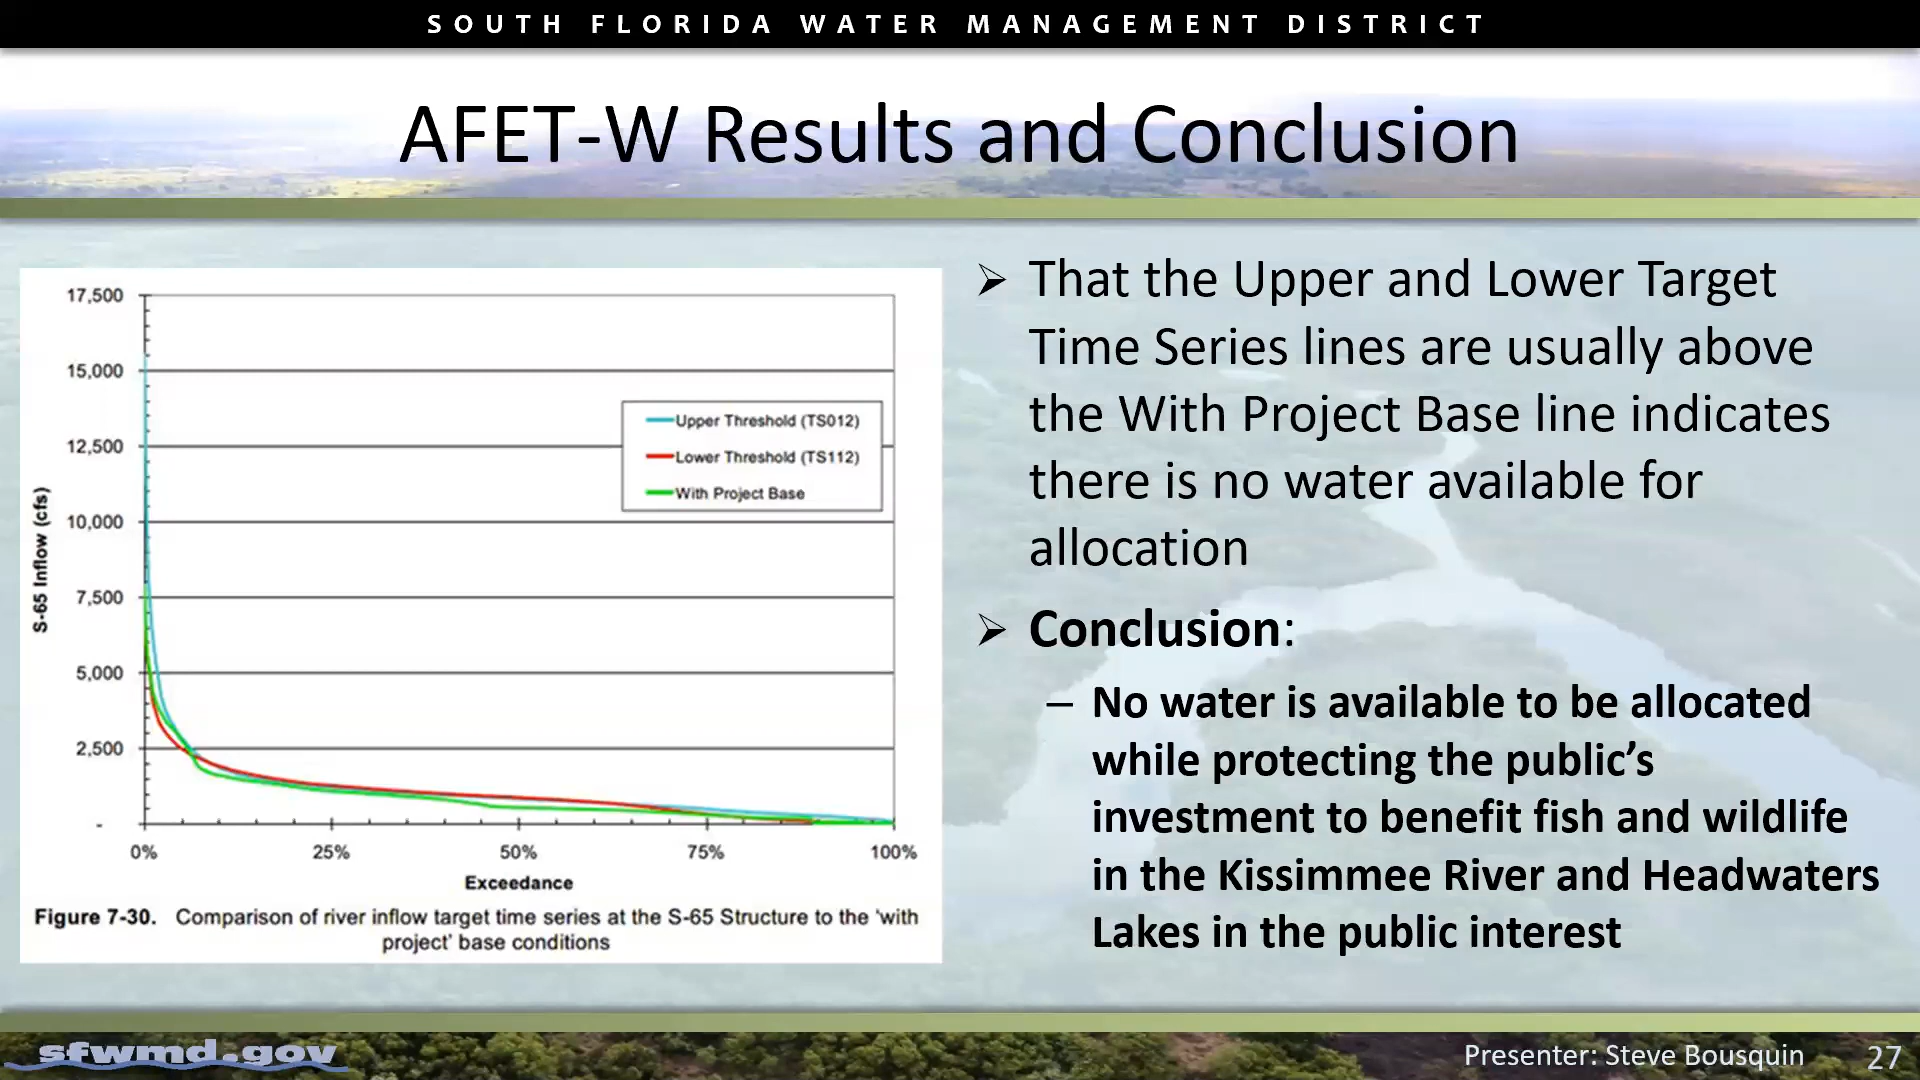 SOUTH FLORIDA WATER MANAGEMENT DISTRICT
AFET-W Results and Conclusion
17,500
15,000
12,500
10,000
7,500
5,000
2,500
-
S-65 Inflow (cfs)
Upper Threshold (TS012)
Lower Threshold (TS112)
With Project Base
0% 25% 50% 75% 100%
Exceedance
Figure 7-30. Comparison of river inflow target time series at the S-65 Structure to the 'with
project' base conditions
➢ That the Upper and Lower Target
Time Series lines are usually above
the With Project Base line indicates
there is no water available for
allocation
➢ Conclusion:
– No water is available to be allocated
while protecting the public’s
investment to benefit fish and wildlife
in the Kissimmee River and Headwaters
Lakes in the public interest
sfwmd.gov
Presenter: Steve Bousquin 27